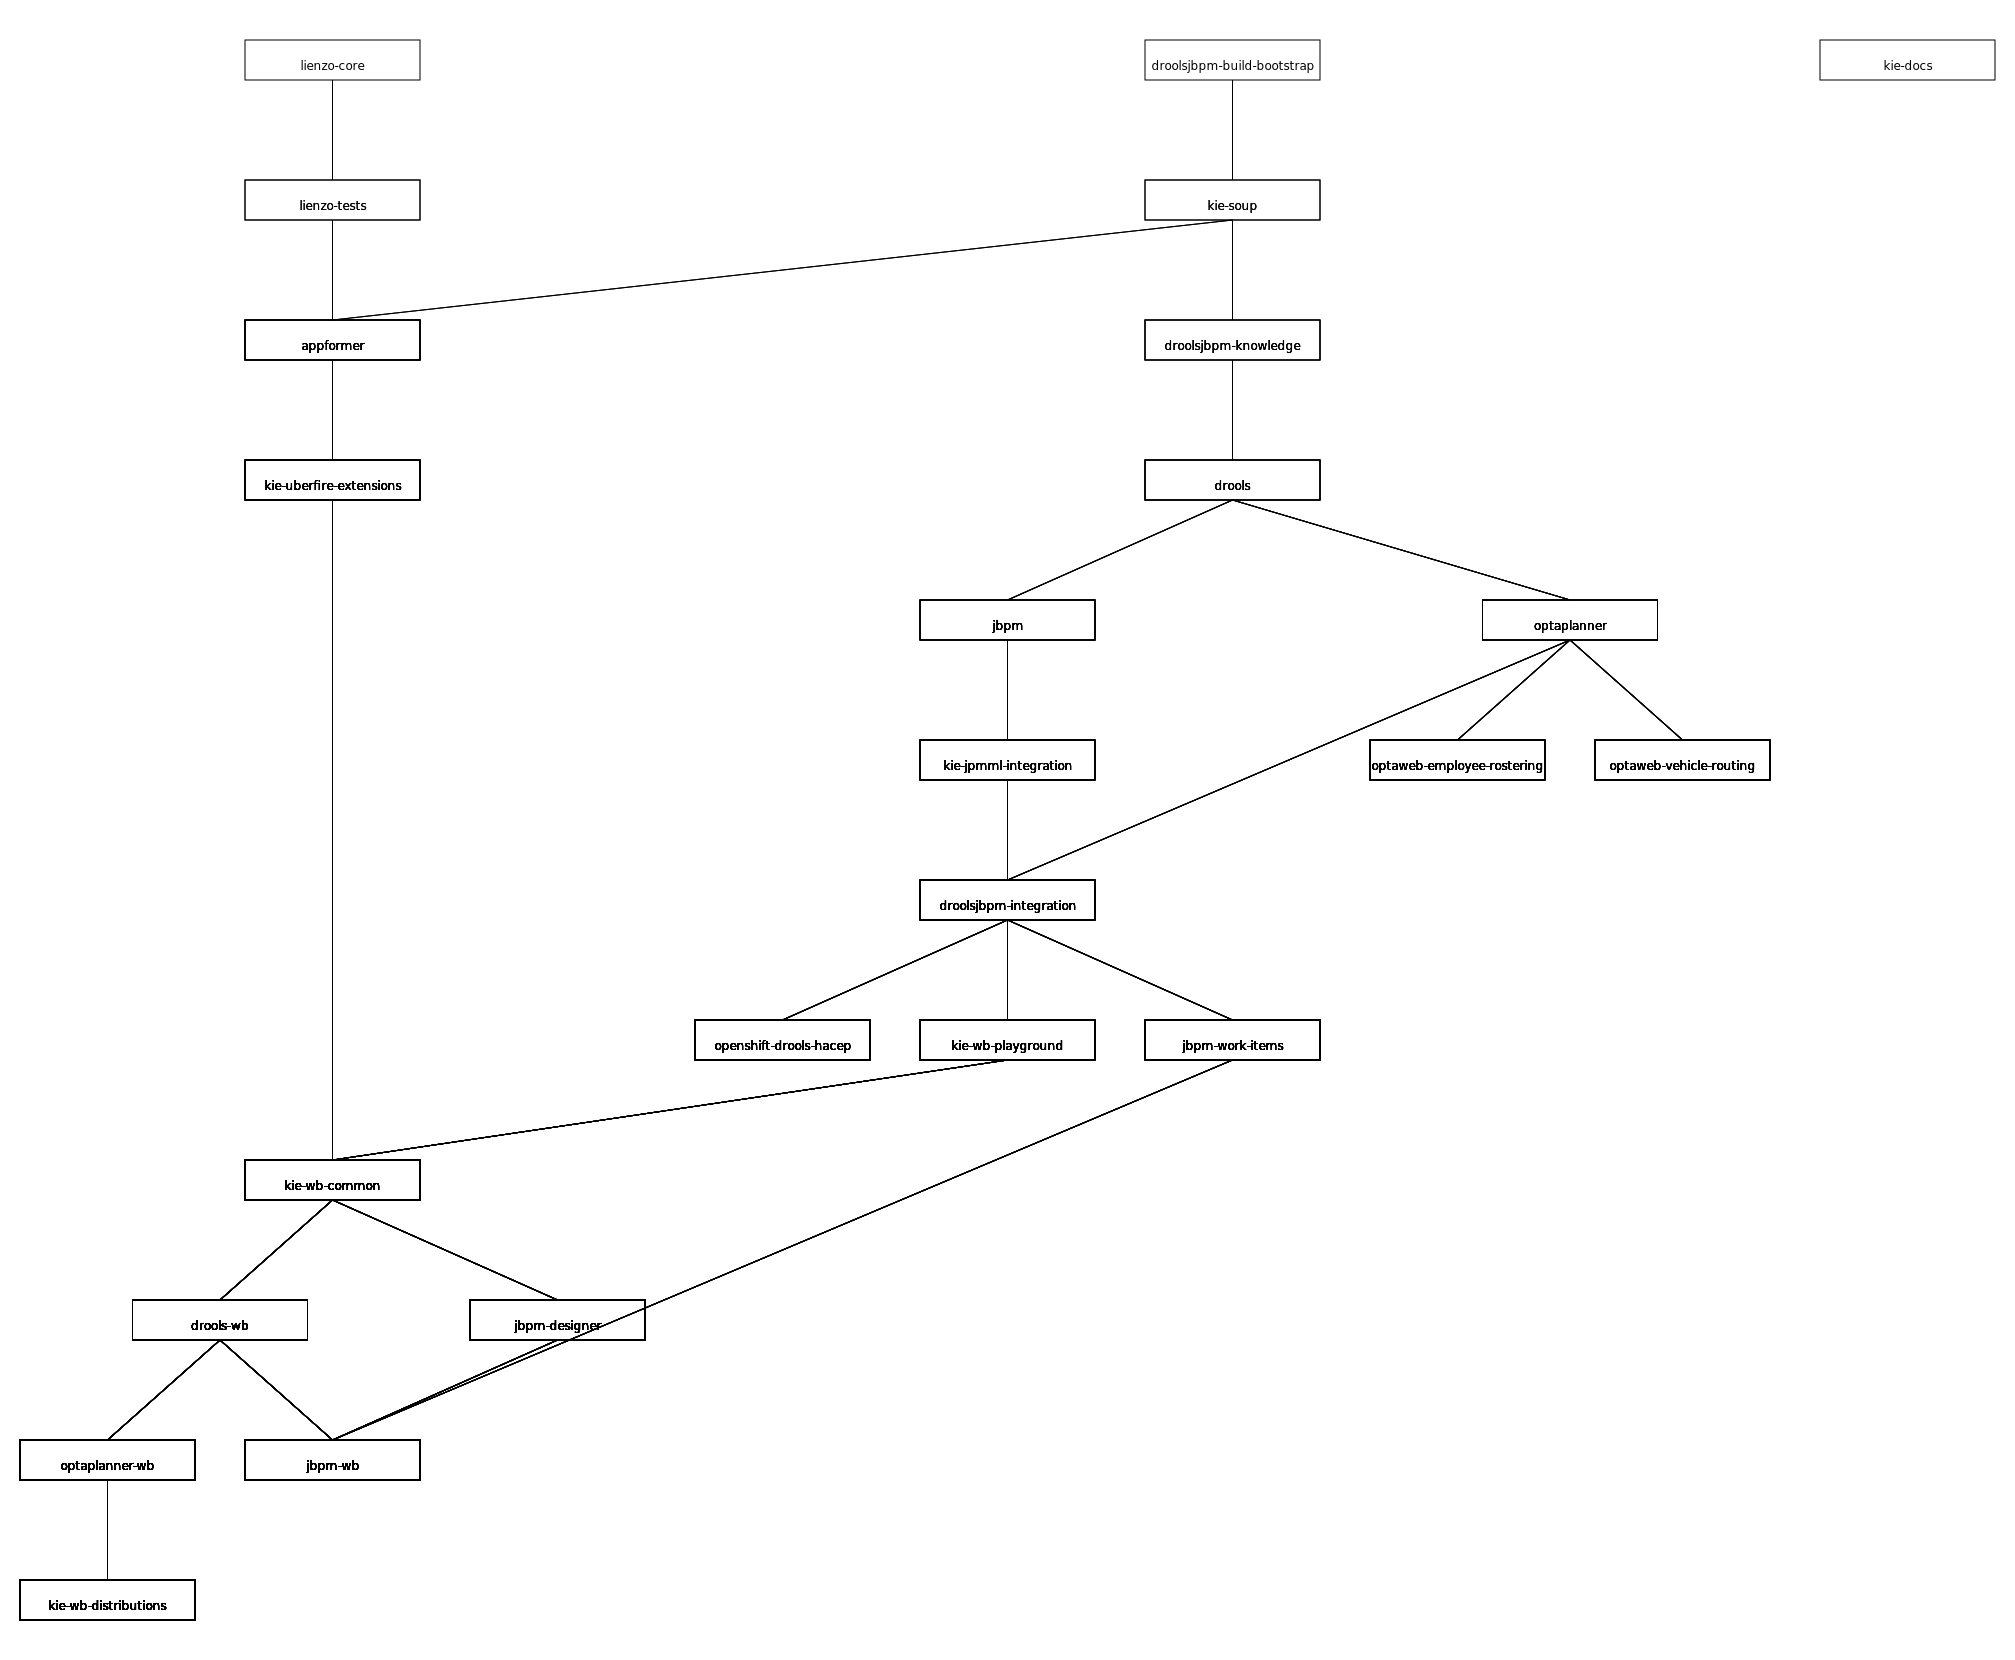 lienzo-core
droolsjbpm-build-bootstrap
kie-docs
lienzo-tests
kie-soup
appformer
droolsjbpm-knowledge
kie-uberfire-extensions
drools
jbpm
optaplanner
kie-jpmml-integration
optaweb-employee-rostering
optaweb-vehicle-routing
droolsjbpm-integration
openshift-drools-hacep
kie-wb-playground
jbpm-work-items
kie-wb-common
drools-wb
jbpm-designer
optaplanner-wb
jbpm-wb
kie-wb-distributions